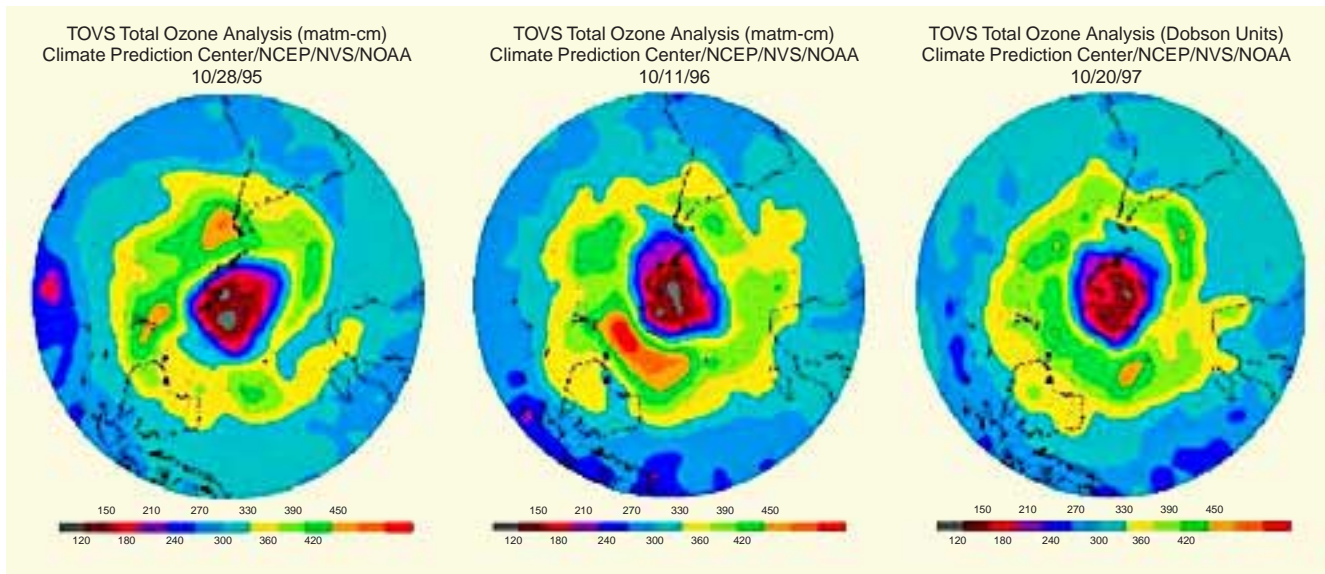 TOVS Total Ozone Analysis (matm-cm)
Climate Prediction Center/NCEP/NVS/NOAA
10/28/95
150 210 270 330 390 450
120 180 240 300 360 420
TOVS Total Ozone Analysis (matm-cm)
Climate Prediction Center/NCEP/NVS/NOAA
10/11/96
150 210 270 330 390 450
120 180 240 300 360 420
TOVS Total Ozone Analysis (Dobson Units)
Climate Prediction Center/NCEP/NVS/NOAA
10/20/97
150 210 270 330 390 450
120 180 240 300 360 420